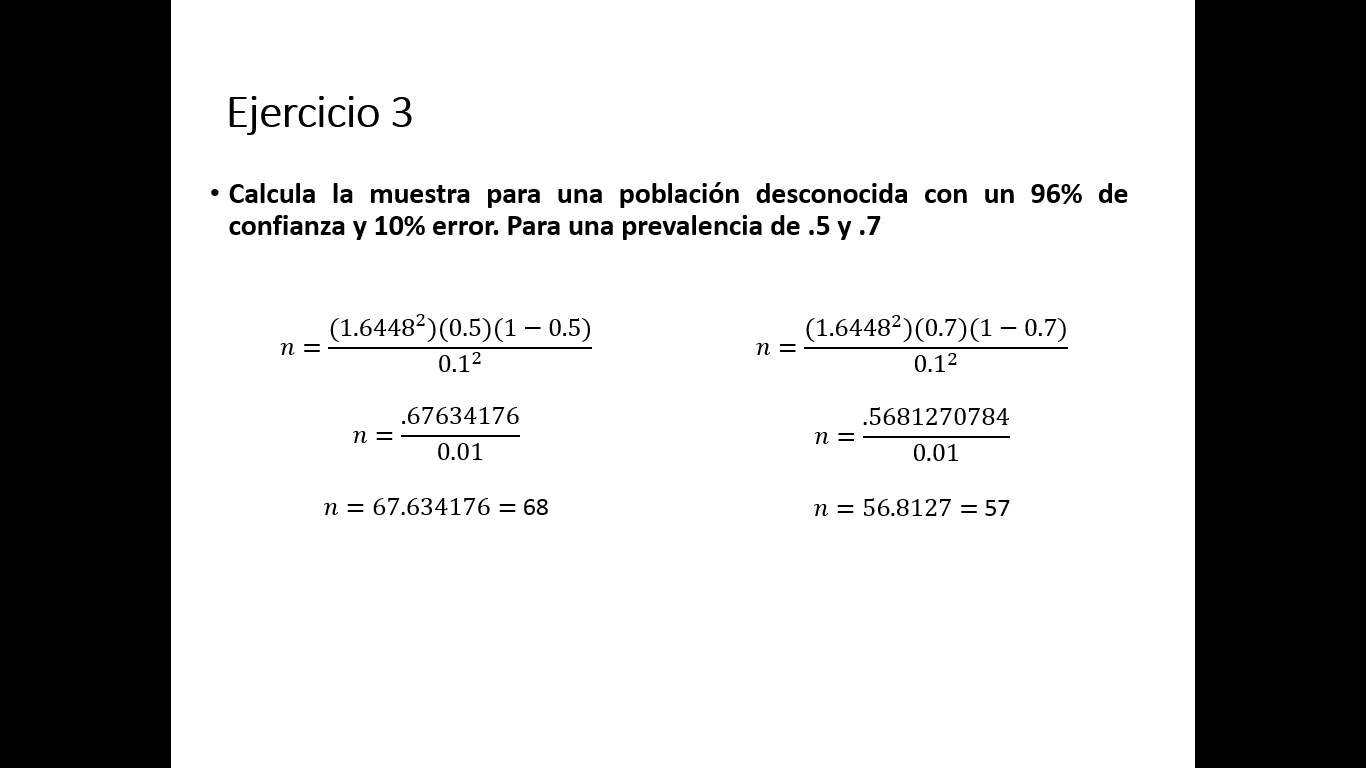 Ejercicio 3
• Calcula la muestra para una población desconocida con un 96% de
confianza y 10% error. Para una prevalencia de .5 y .7
n = (1.6448²)(0.5)(1 − 0.5) / 0.1²
n = .67634176 / 0.01
n = 67.634176 = 68
n = (1.6448²)(0.7)(1 − 0.7) / 0.1²
n = .5681270784 / 0.01
n = 56.8127 = 57